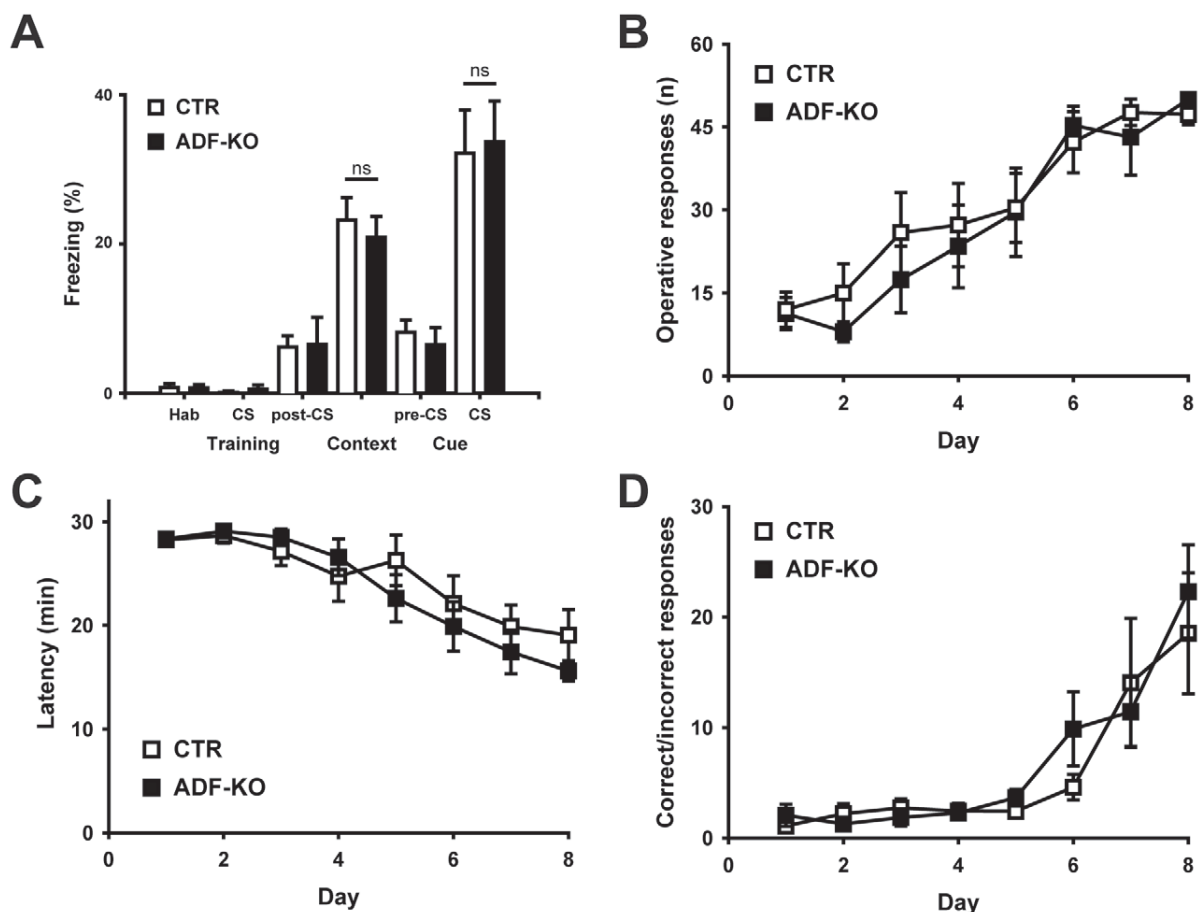 A
CTR
ADF-KO
ns
ns
40
20
0
Freezing (%)
Hab CS post-CS pre-CS CS
Training Context Cue
B
CTR
ADF-KO
60
45
30
15
0
Operative responses (n)
0 2 4 6 8
Day
C
30
20
10
0
Latency (min)
CTR
ADF-KO
0 2 4 6 8
Day
D
CTR
ADF-KO
30
20
10
0
Correct/incorrect responses
0 2 4 6 8
Day